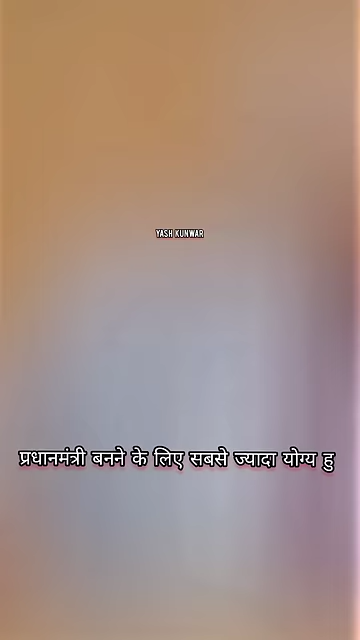 YASH KUNWAR
प्रधानमंत्री बनने के लिए सबसे ज्यादा योग्य हु